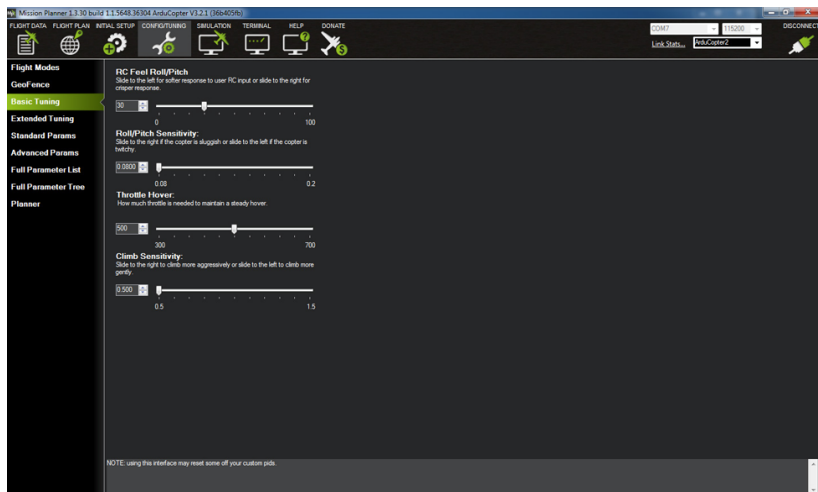 Mission Planner 1.3.30 build 1.1.5648.36304 ArduCopter V3.2.1 (36b405fb)
FLIGHT DATA FLIGHT PLAN INITIAL SETUP CONFIG/TUNING SIMULATION TERMINAL HELP DONATE
COM7 115200 DISCONNECT
Link Stats... ArduCopter2
Flight Modes
GeoFence
Basic Tuning
Extended Tuning
Standard Params
Advanced Params
Full Parameter List
Full Parameter Tree
Planner
RC Feel Roll/Pitch
Slide to the left for softer response to user RC input or slide to the right for
crisper response.
30
0 100
Roll/Pitch Sensitivity:
Slide to the right if the copter is sluggish or slide to the left if the copter is
twitchy.
0.0800
0.08 0.2
Throttle Hover:
How much throttle is needed to maintain a steady hover.
500
300 700
Climb Sensitivity:
Slide to the right to climb more aggressively or slide to the left to climb more
gently.
0.500
0.5 1.5
NOTE: using this interface may reset some off your custom pids.